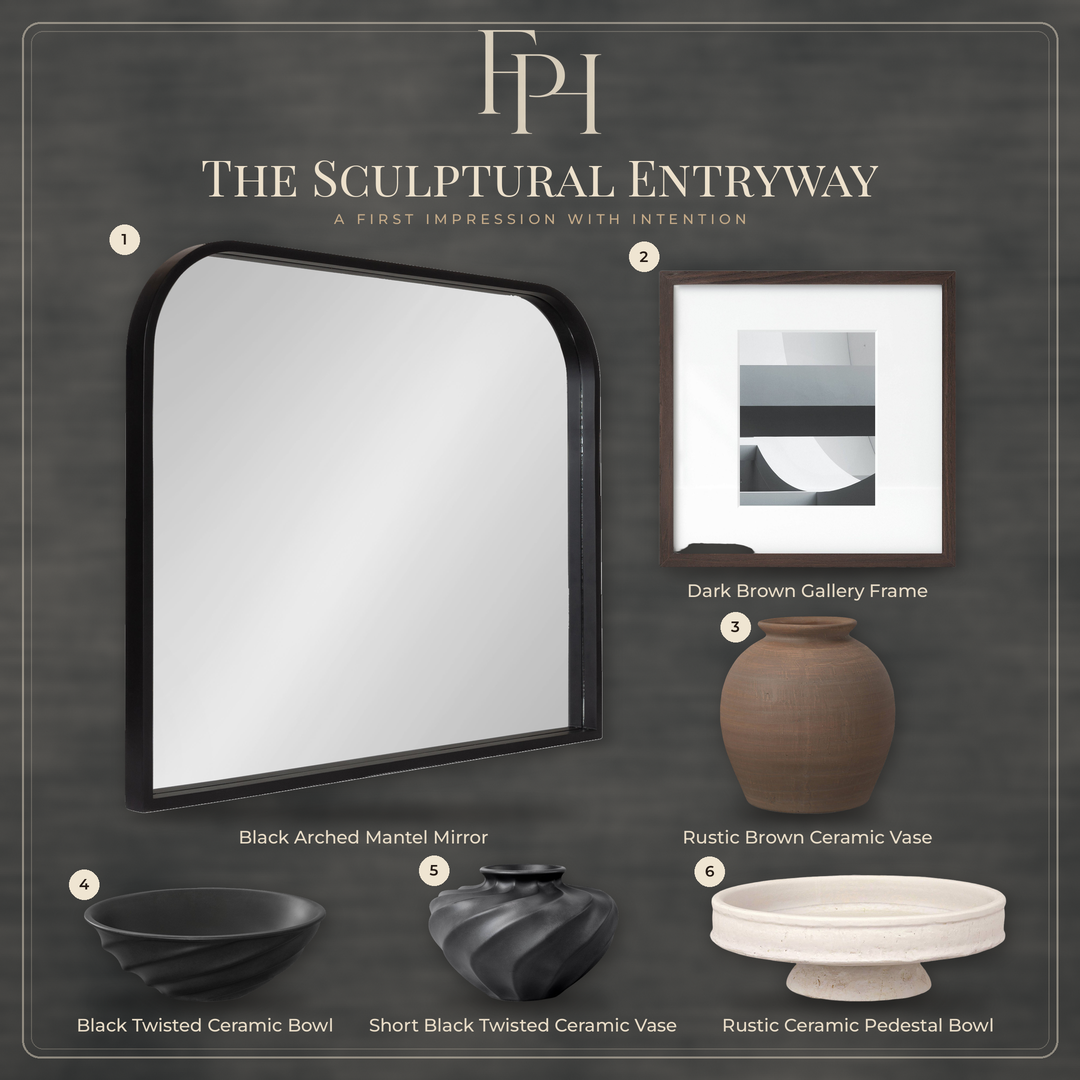 FPH
The Sculptural Entryway
A FIRST IMPRESSION WITH INTENTION
1
2
Dark Brown Gallery Frame
3
Black Arched Mantel Mirror
Rustic Brown Ceramic Vase
4
5
6
Black Twisted Ceramic Bowl
Short Black Twisted Ceramic Vase
Rustic Ceramic Pedestal Bowl